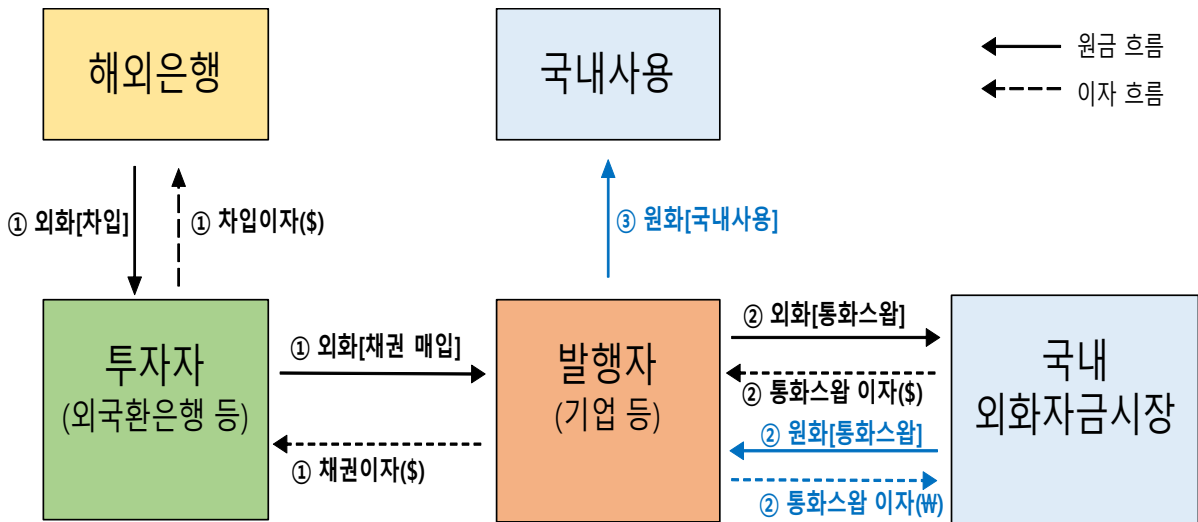 해외은행
국내사용
원금 흐름
이자 흐름
① 외화[차입]
① 차입이자($)
③ 원화[국내사용]
투자자
(외국환은행 등)
① 외화[채권 매입]
① 채권이자($)
발행자
(기업 등)
② 외화[통화스왑]
② 통화스왑 이자($)
② 원화[통화스왑]
② 통화스왑 이자(₩)
국내
외화자금시장